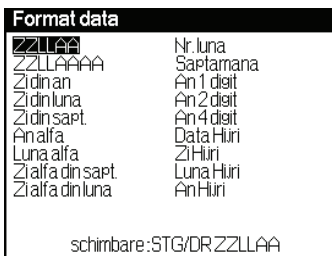 Format data
ZZLLAA
ZZLLAAAA
Zi din an
Zi din luna
Zi din sapt.
An alfa
Luna alfa
Zi alfa din sapt.
Zi alfa din luna
Nr. luna
Saptamana
An 1 digit
An 2 digit
An 4 digit
Data Hijri
Zi Hijri
Luna Hijri
An Hijri
schimbare:STG/DR ZZLLAA